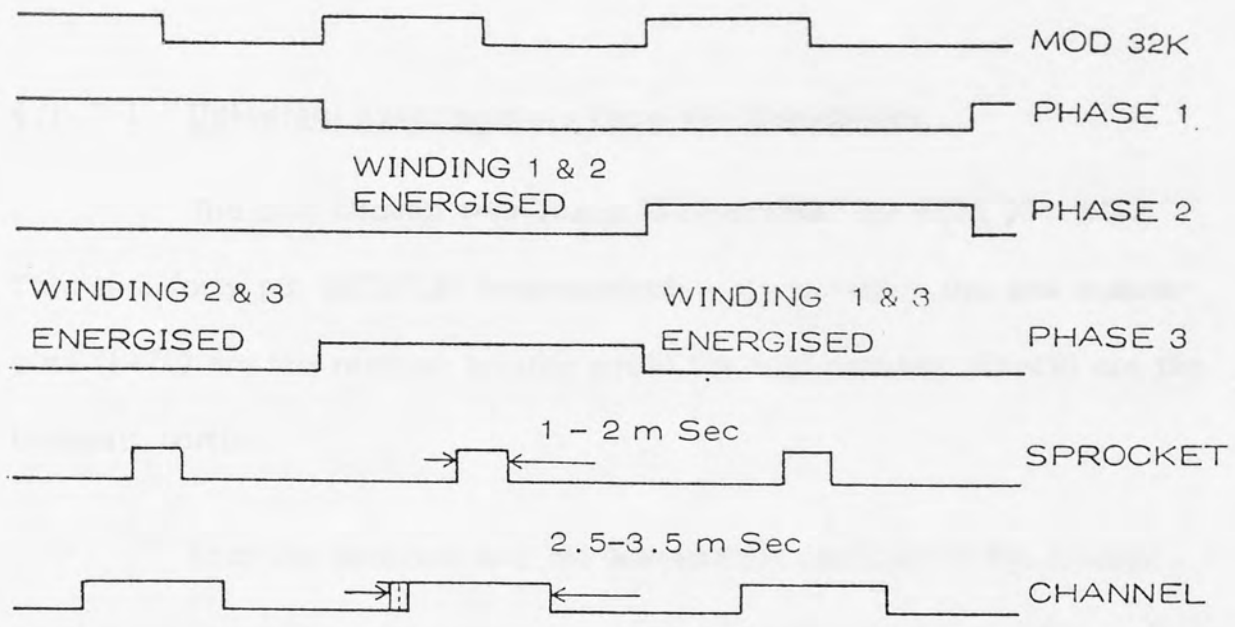 MOD 32K
PHASE 1
WINDING 1 & 2
ENERGISED
PHASE 2
WINDING 2 & 3
ENERGISED
WINDING 1 & 3
ENERGISED
PHASE 3
1 - 2 m Sec
SPROCKET
2.5-3.5 m Sec
CHANNEL